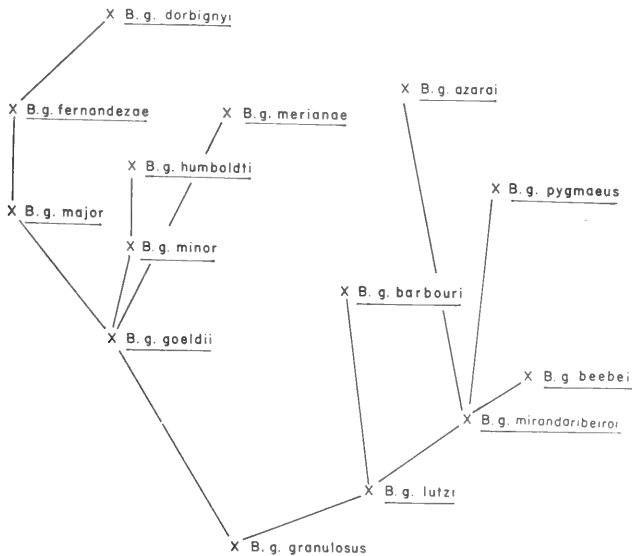 X B. g. dorbignyi
X B. g. azarai
X B. g. fernandezae
X B. g. merianae
X B. g. humboldti
X B. g. pygmaeus
X B. g. major
X B. g. minor
X B. g. barbouri
X B. g. goeldii
X B. g beebei
X B. g. mirandaribeiroi
X B. g. lutzi
X B. g. granulosus